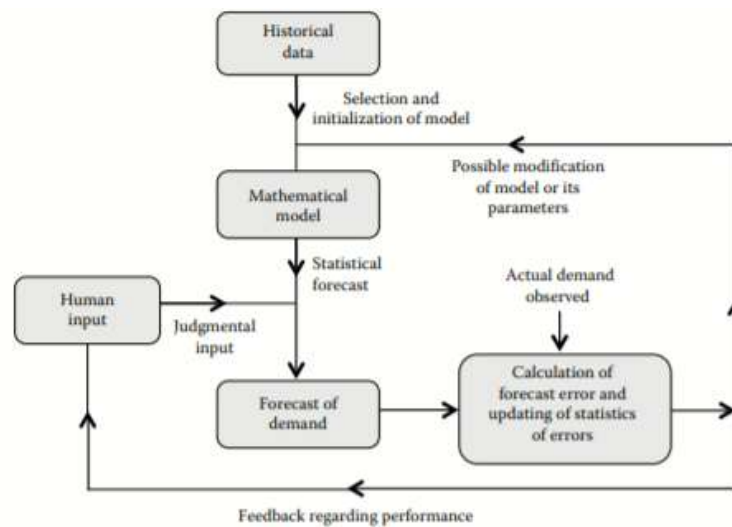 Historical
data
Selection and
initialization of model
Possible modification
of model or its
parameters
Mathematical
model
Statistical
forecast
Actual demand
observed
Human
input
Judgmental
input
Calculation of
forecast error and
updating of statistics
of errors
Forecast of
demand
Feedback regarding performance